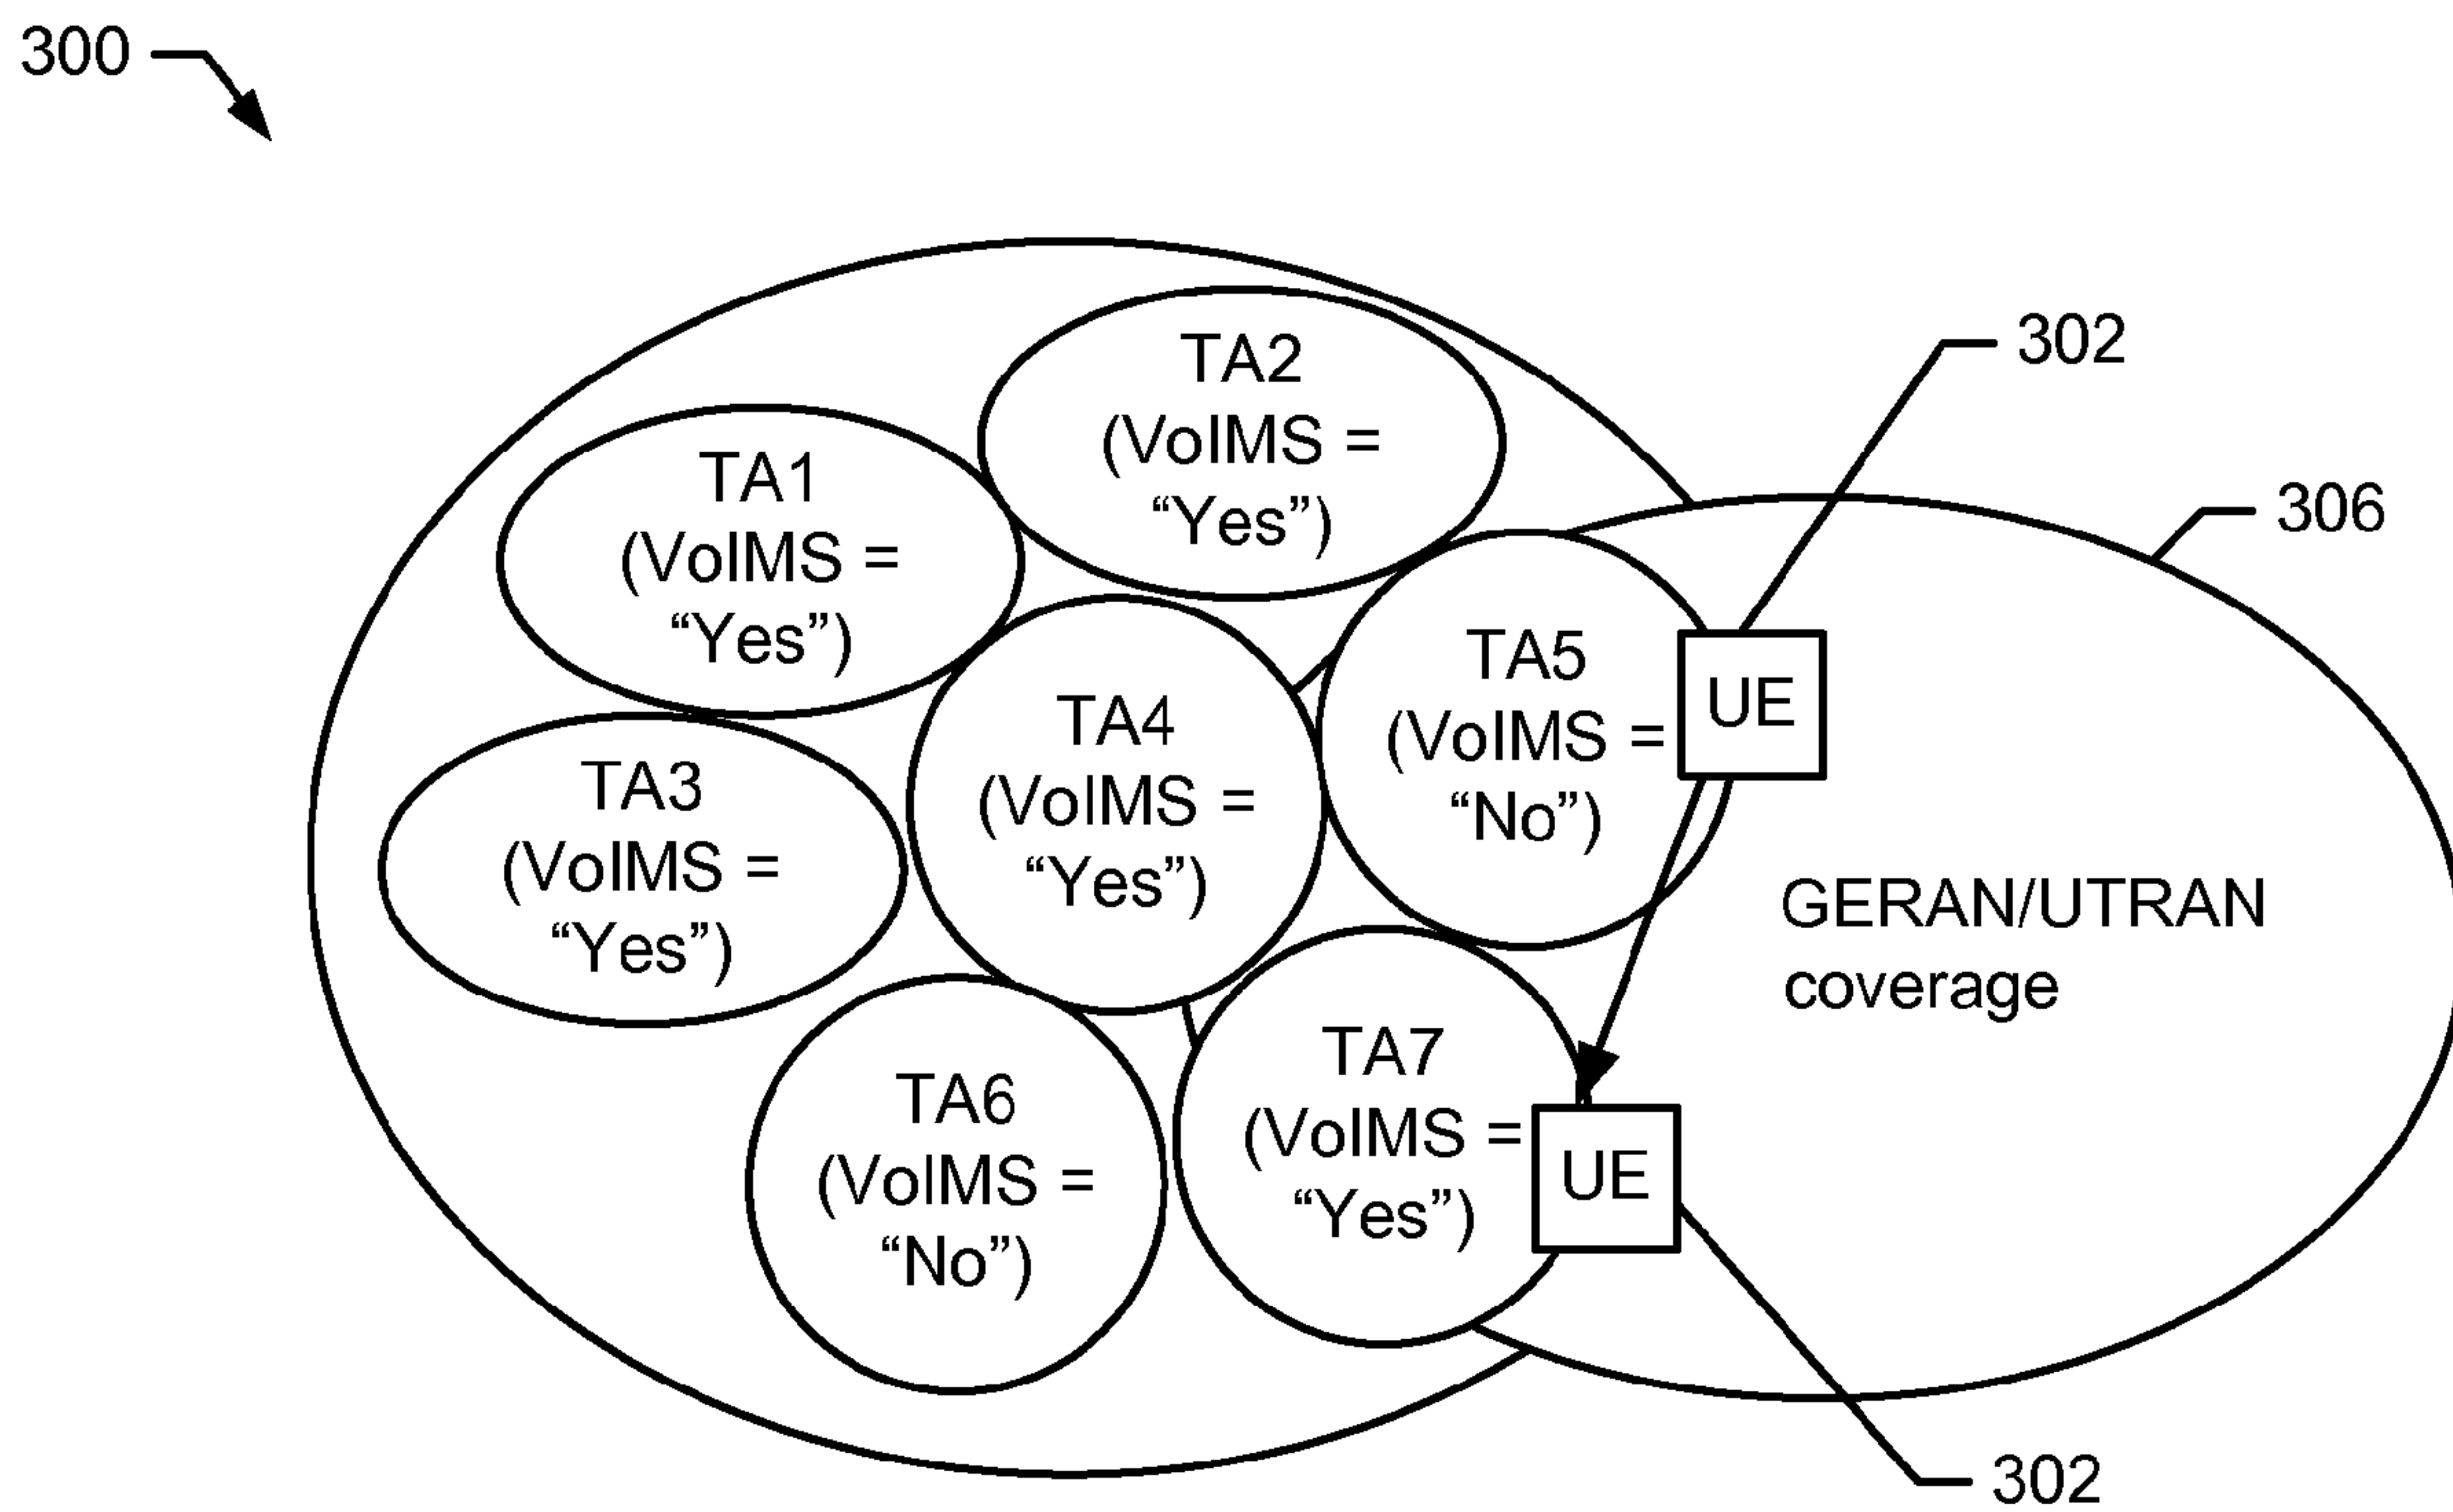 300
302
306
TA2
(VoIMS =
“Yes”)
TA1
(VoIMS =
“Yes”)
TA5
(VoIMS =
“No”)
UE
TA4
(VoIMS =
“Yes”)
TA3
(VoIMS =
“Yes”)
GERAN/UTRAN
coverage
TA7
(VoIMS =
“Yes”)
UE
TA6
(VoIMS =
“No”)
302